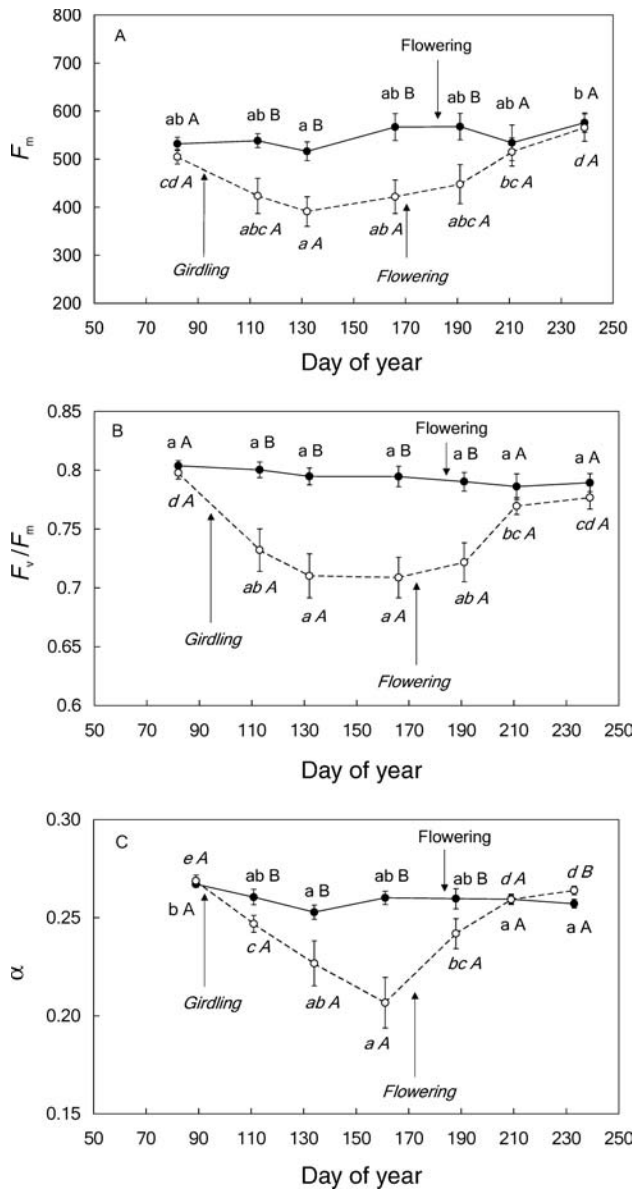 A
Flowering
800
700
600
500
400
300
200
F m
ab A
ab B
a B
ab B
ab B
ab A
b A
cd A
abc A
a A
ab A
abc A
bc A
d A
Girdling
Flowering
50 70 90 110 130 150 170 190 210 230 250
Day of year
B
Flowering
0.85
0.8
0.75
0.7
0.65
0.6
F v / F m
a A
a B
a B
a B
a B
a A
a A
d A
ab A
a A
a A
ab A
bc A
cd A
Girdling
Flowering
50 70 90 110 130 150 170 190 210 230 250
Day of year
C
Flowering
0.30
0.25
0.20
0.15
α
e A
ab B
a B
ab B
ab B
d A
d B
b A
c A
ab A
a A
bc A
a A
a A
Girdling
Flowering
50 70 90 110 130 150 170 190 210 230 250
Day of year